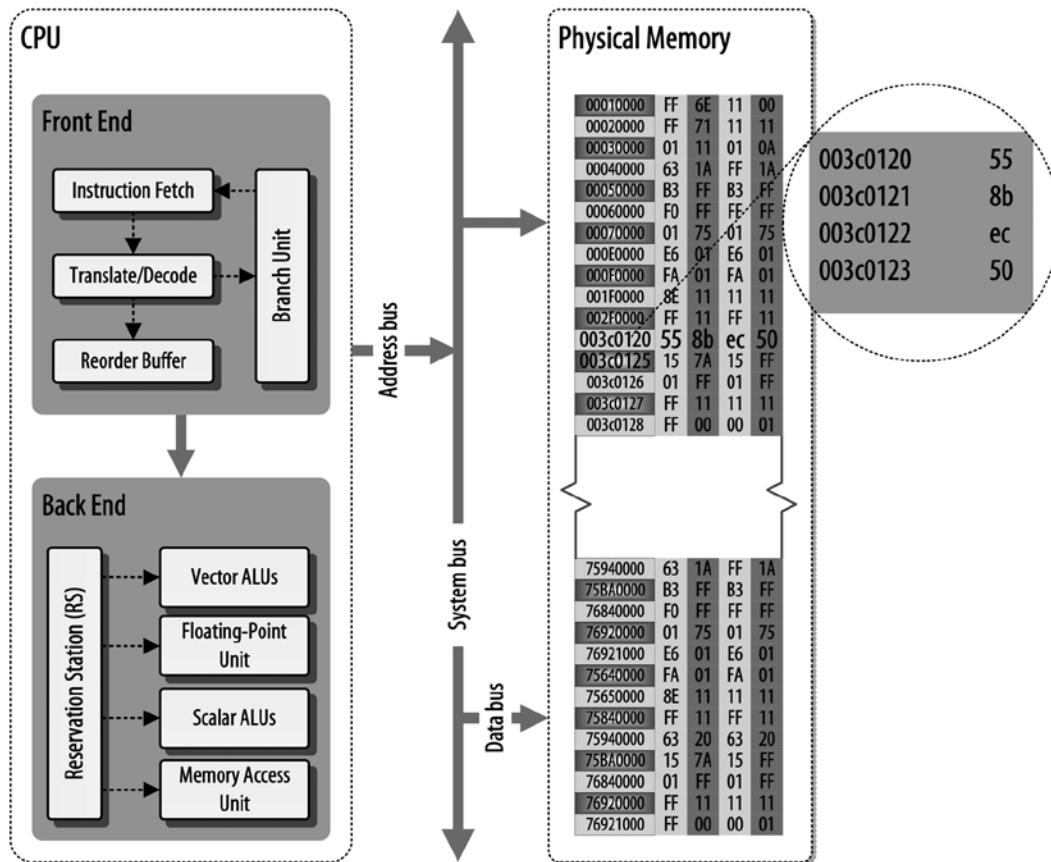 CPU
Front End
Instruction Fetch
Translate/Decode
Reorder Buffer
Branch Unit
Back End
Reservation Station (RS)
Vector ALUs
Floating-Point
Unit
Scalar ALUs
Memory Access
Unit
Address bus
System bus
Data bus
Physical Memory
00010000 FF 6E 11 00
00020000 FF 71 11 11
00030000 01 11 01 0A
00040000 63 1A FF 1A
00050000 B3 FF B3 FF
00060000 F0 FF FE FF
00070000 01 75 01 75
000E0000 E6 01 E6 01
000F0000 FA 01 FA 01
001F0000 8E 11 11 11
002F0000 FF 11 FF 11
003c0120 55 8b ec 50
003c0125 15 7A 15 FF
003c0126 01 FF 01 FF
003c0127 FF 11 11 11
003c0128 FF 00 00 01
75940000 63 1A FF 1A
75BA0000 B3 FF B3 FF
76840000 F0 FF FF FF
76920000 01 75 01 75
76921000 E6 01 E6 01
75640000 FA 01 FA 01
75650000 8E 11 11 11
75840000 FF 11 FF 11
75940000 63 20 63 20
75BA0000 15 7A 15 FF
76840000 01 FF 01 FF
76920000 FF 11 11 11
76921000 FF 00 00 01
003c0120 55
003c0121 8b
003c0122 ec
003c0123 50